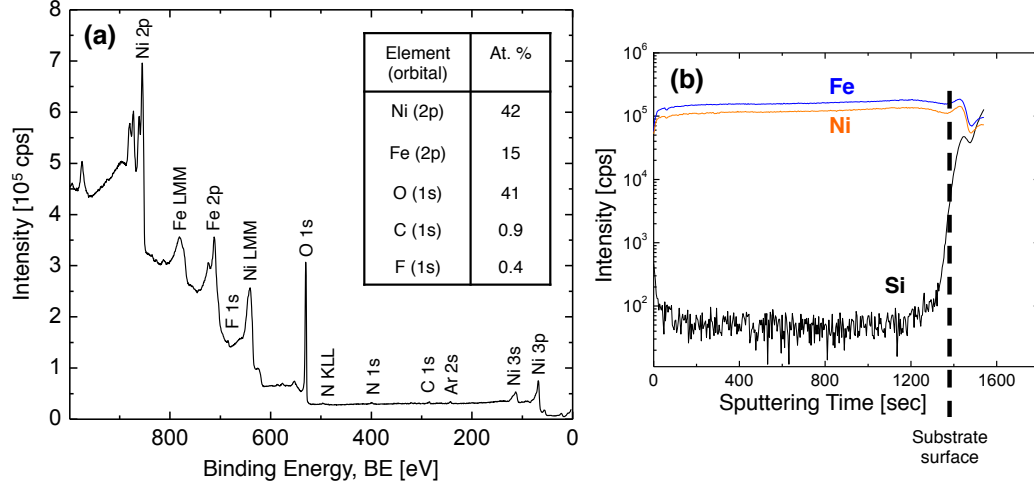 (a)
Intensity [10⁵ cps]
8
7
6
5
4
3
2
1
0
Ni 2p
Fe LMM
Fe 2p
F 1s
Ni LMM
O 1s
N KLL
N 1s
C 1s
Ar 2s
Ni 3s
Ni 3p
Element (orbital) At. %
Ni (2p) 42
Fe (2p) 15
O (1s) 41
C (1s) 0.9
F (1s) 0.4
800 600 400 200 0
Binding Energy, BE [eV]
(b)
Intensity [cps]
10⁶
10⁵
10⁴
10³
10²
Fe
Ni
Si
0 400 800 1200 1600
Sputtering Time [sec]
Substrate
surface